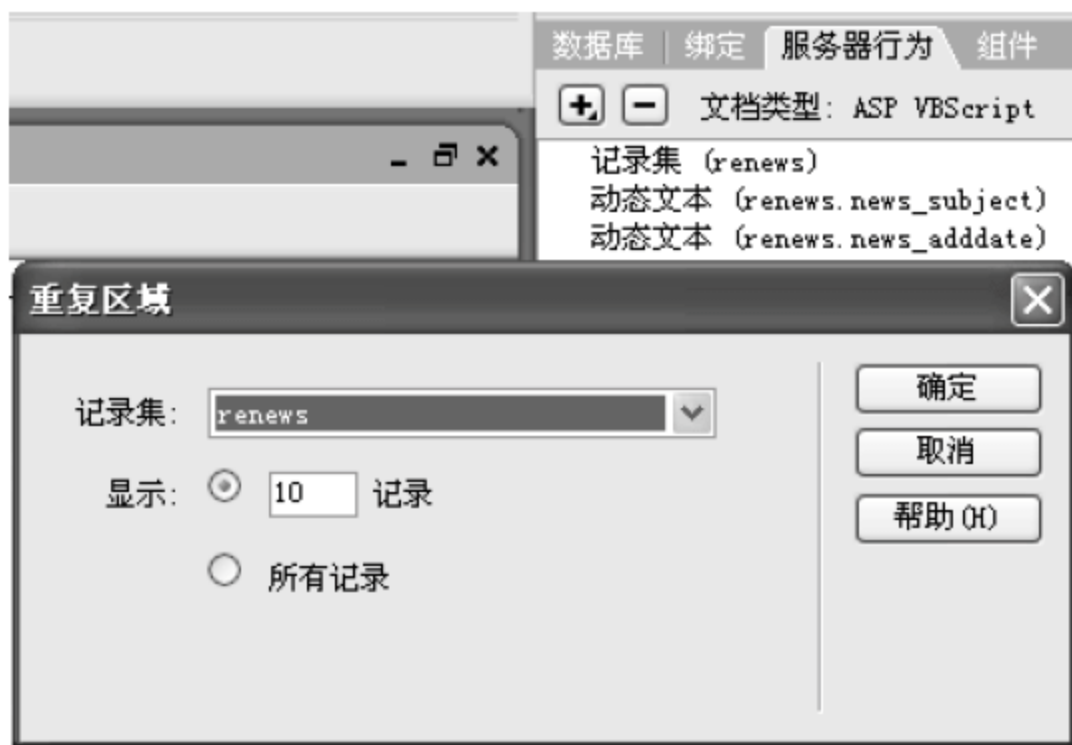 数据库 绑定 服务器行为 组件
文档类型: ASP VBScript
记录集 (renews)
动态文本 (renews.news_subject)
动态文本 (renews.news_adddate)
重复区域
记录集: renews
确定
取消
显示: 10 记录
帮助(H)
所有记录